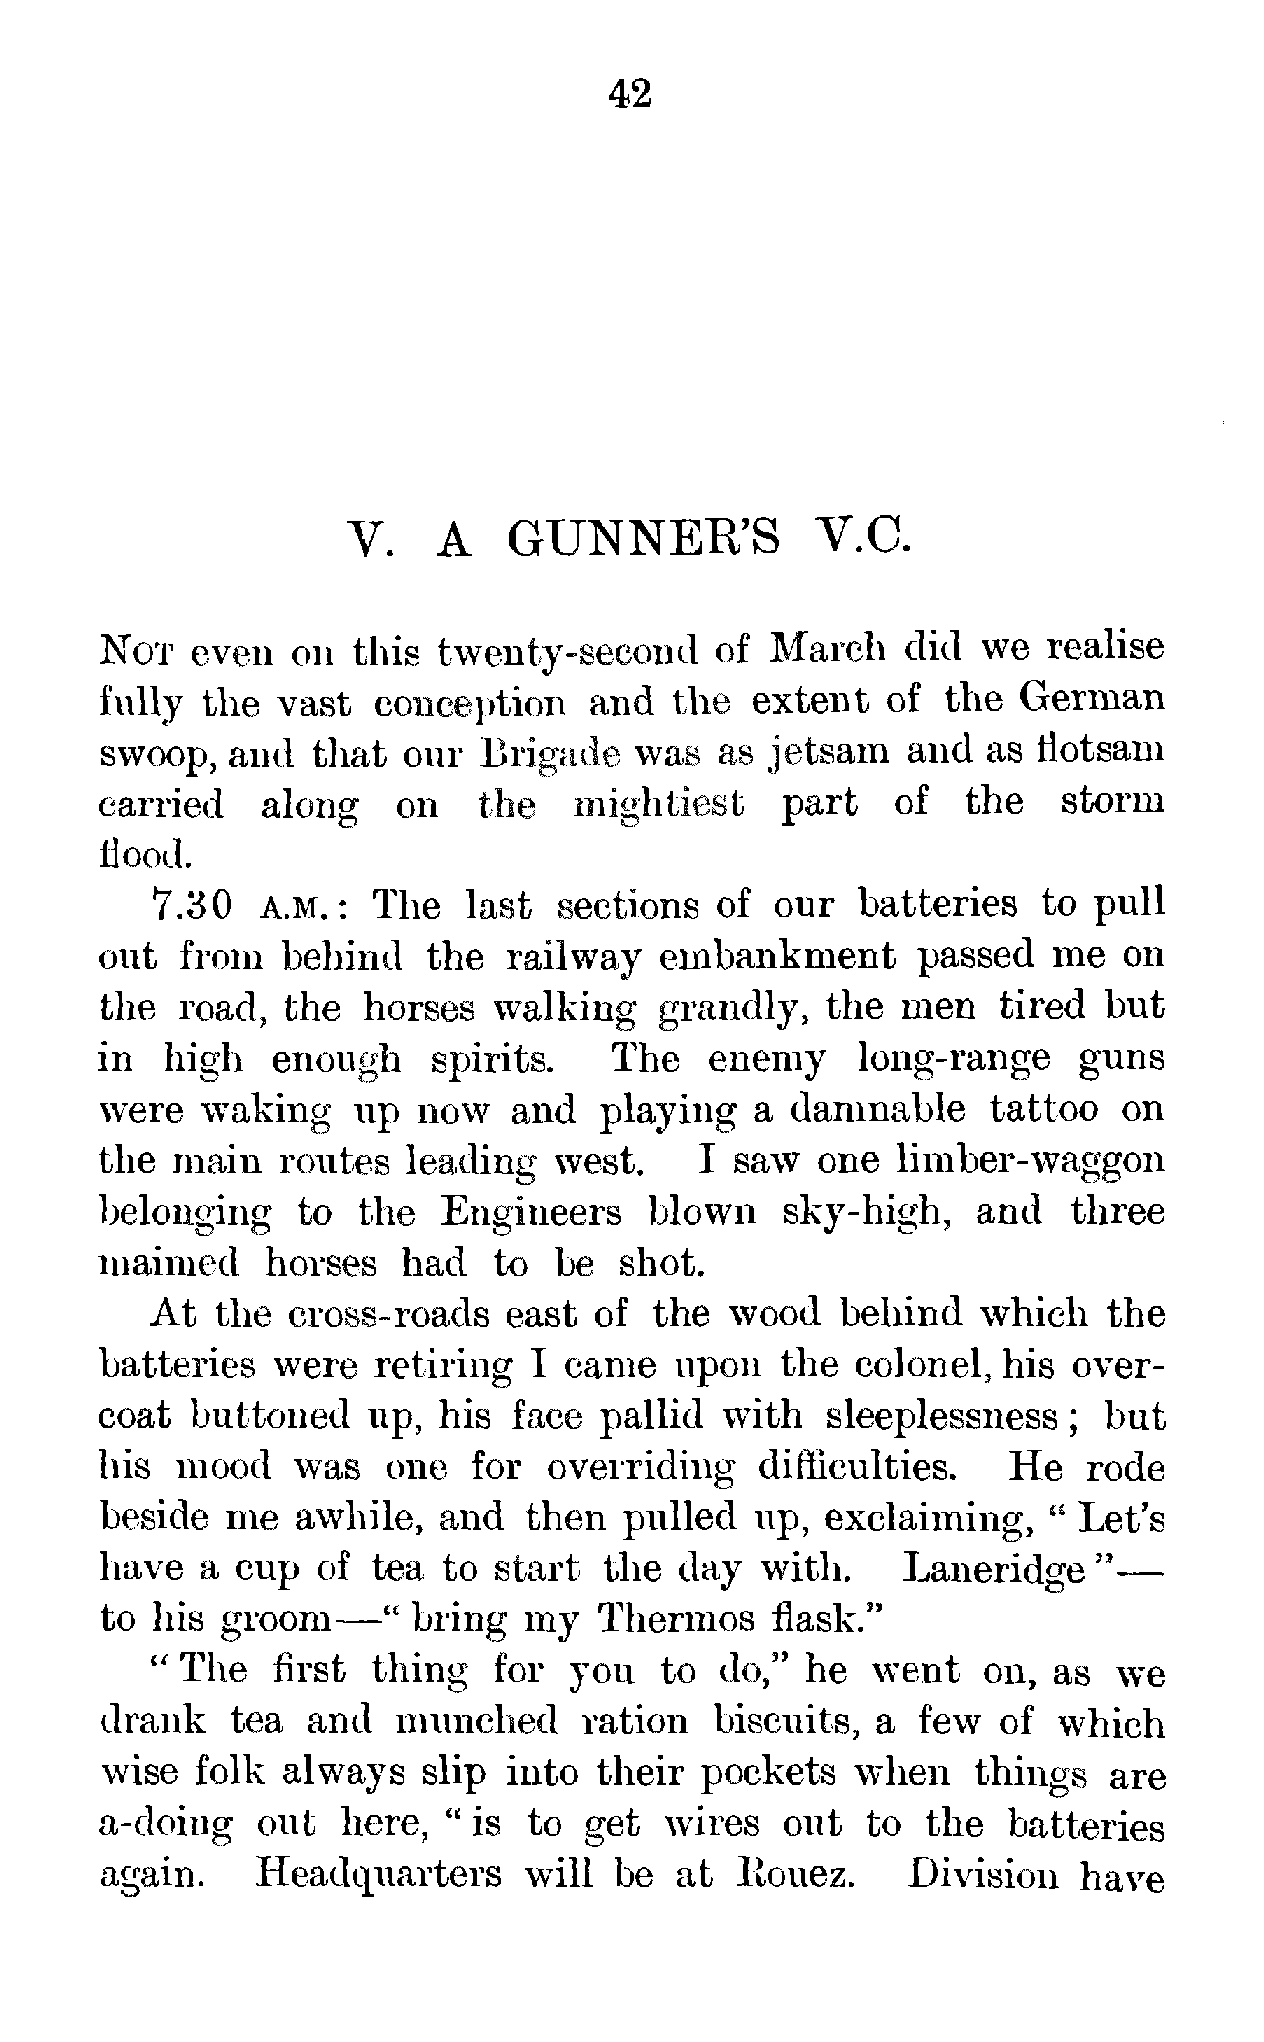 42
V. A GUNNER'S V.C.
NOT even on this twenty-second of March did we realise
fully the vast conception and the extent of the German
swoop, and that our Brigade was as jetsam and as flotsam
carried along on the mightiest part of the storm
flood.
7.30 A.M.: The last sections of our batteries to pull
out from behind the railway embankment passed me on
the road, the horses walking grandly, the men tired but
in high enough spirits. The enemy long-range guns
were waking up now and playing a damnable tattoo on
the main routes leading west. I saw one limber-waggon
belonging to the Engineers blown sky-high, and three
maimed horses had to be shot.
At the cross-roads east of the wood behind which the
batteries were retiring I came upon the colonel, his over-
coat buttoned up, his face pallid with sleeplessness; but
his mood was one for overriding difficulties. He rode
beside me awhile, and then pulled up, exclaiming, "Let's
have a cup of tea to start the day with. Laneridge"—
to his groom—"bring my Thermos flask."
"The first thing for you to do," he went on, as we
drank tea and munched ration biscuits, a few of which
wise folk always slip into their pockets when things are
a-doing out here, "is to get wires out to the batteries
again. Headquarters will be at Rouez. Division have